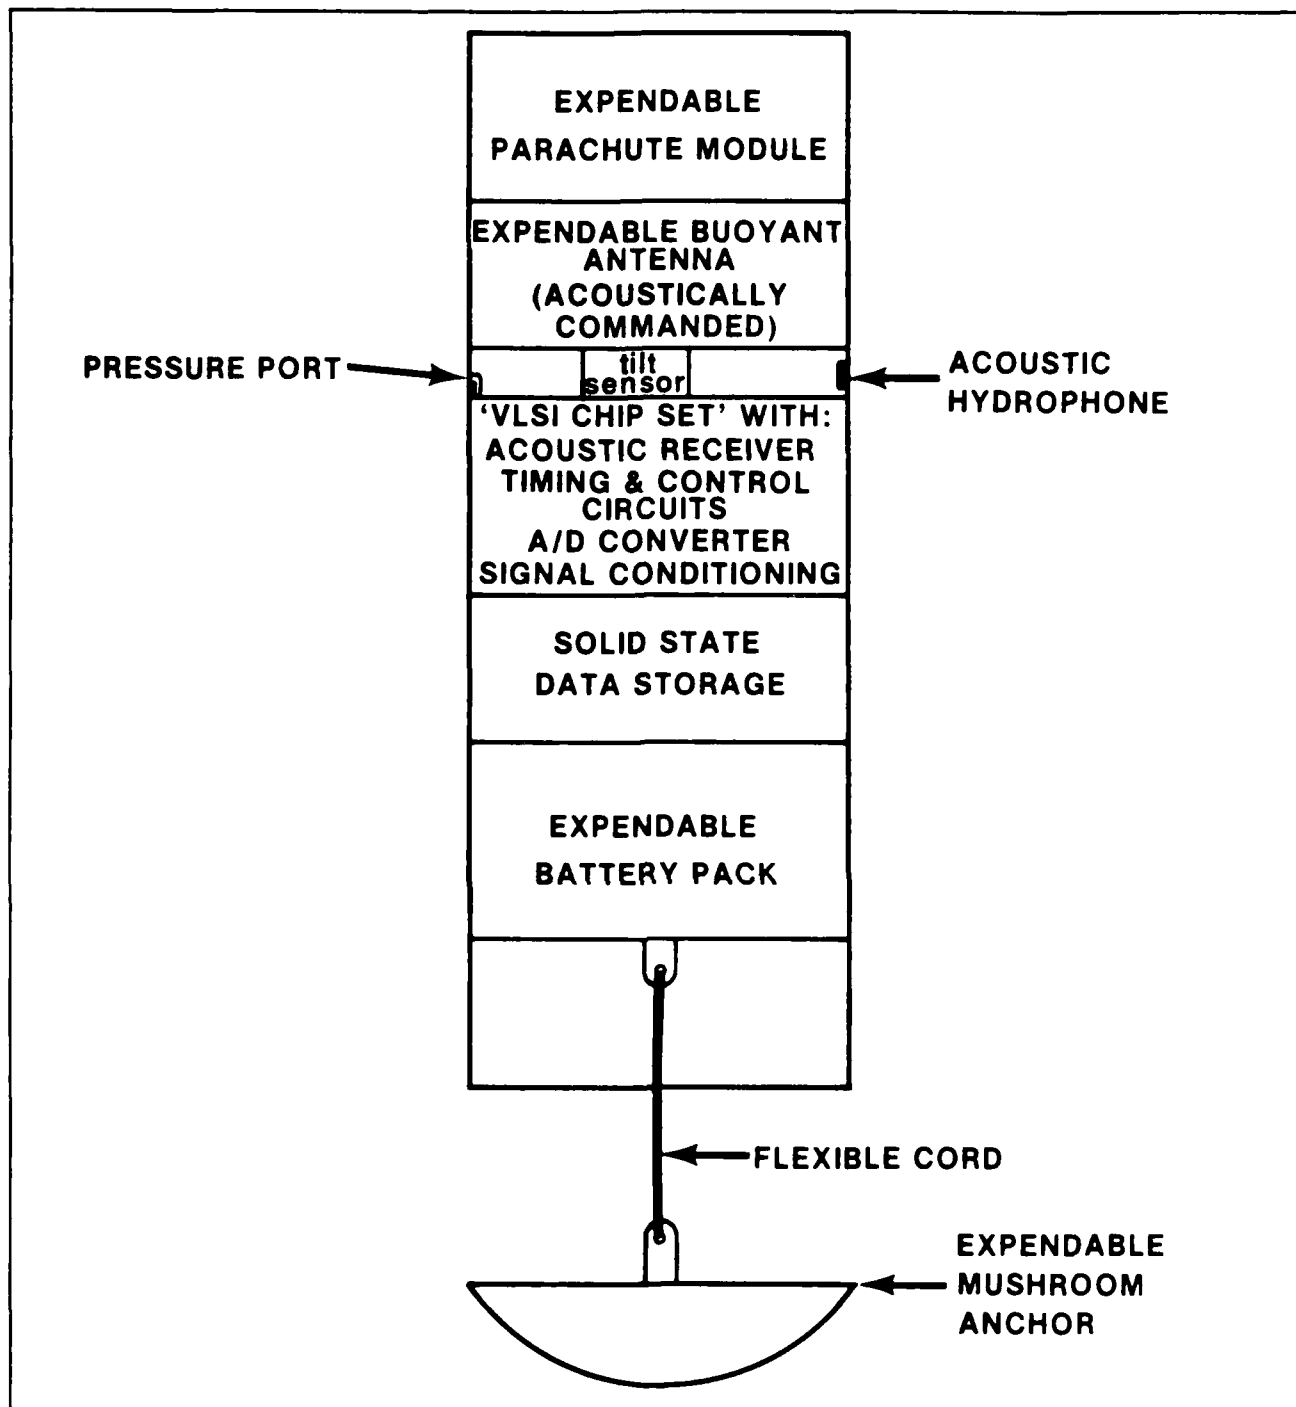 EXPENDABLE
PARACHUTE MODULE
EXPENDABLE BUOYANT
ANTENNA
(ACOUSTICALLY
COMMANDED)
PRESSURE PORT
tilt
sensor
ACOUSTIC
HYDROPHONE
'VLSI CHIP SET' WITH:
ACOUSTIC RECEIVER
TIMING & CONTROL
CIRCUITS
A/D CONVERTER
SIGNAL CONDITIONING
SOLID STATE
DATA STORAGE
EXPENDABLE
BATTERY PACK
FLEXIBLE CORD
EXPENDABLE
MUSHROOM
ANCHOR